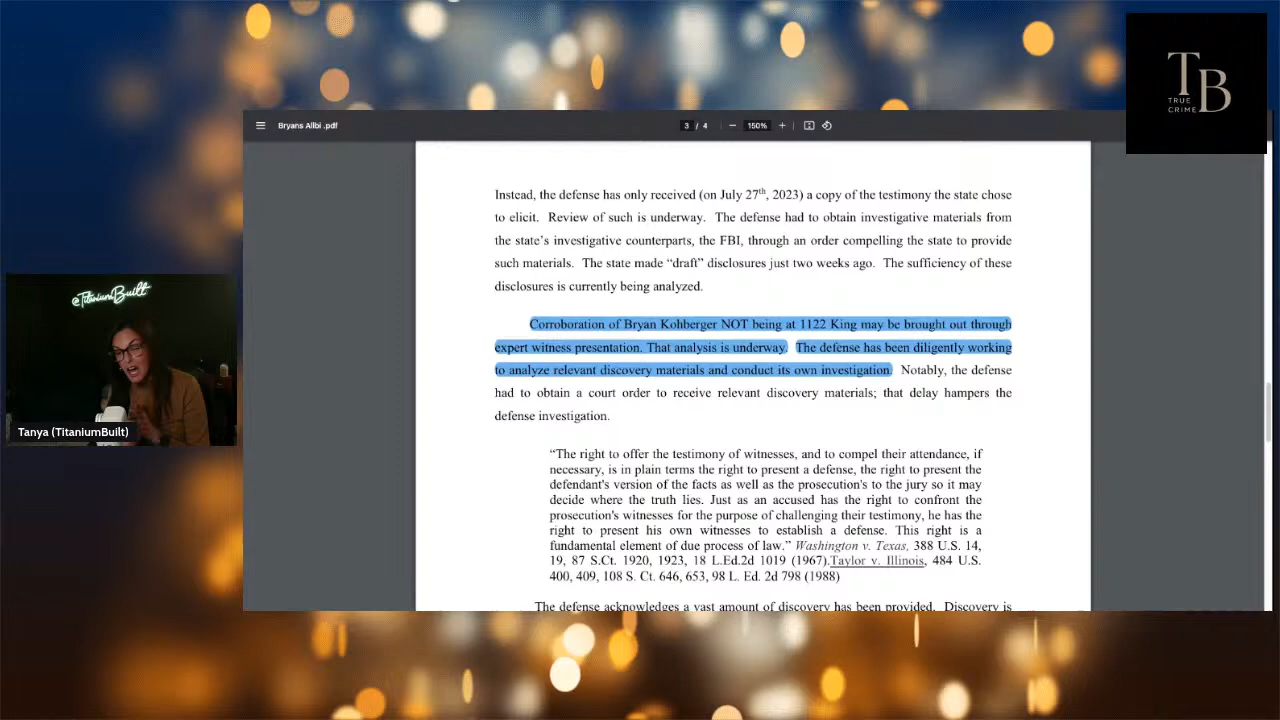 T
B
TRUE
CRIME
Bryans Alibi .pdf
3 / 4
150%
Instead, the defense has only received (on July 27th, 2023) a copy of the testimony the state chose
to elicit. Review of such is underway. The defense had to obtain investigative materials from
the state's investigative counterparts, the FBI, through an order compelling the state to provide
such materials. The state made "draft" disclosures just two weeks ago. The sufficiency of these
disclosures is currently being analyzed.
Corroboration of Bryan Kohberger NOT being at 1122 King may be brought out through
expert witness presentation. That analysis is underway. The defense has been diligently working
to analyze relevant discovery materials and conduct its own investigation. Notably, the defense
had to obtain a court order to receive relevant discovery materials; that delay hampers the
defense investigation.
"The right to offer the testimony of witnesses, and to compel their attendance, if
necessary, is in plain terms the right to present a defense, the right to present the
defendant's version of the facts as well as the prosecution's to the jury so it may
decide where the truth lies. Just as an accused has the right to confront the
prosecution's witnesses for the purpose of challenging their testimony, he has the
right to present his own witnesses to establish a defense. This right is a
fundamental element of due process of law." Washington v. Texas, 388 U.S. 14,
19, 87 S.Ct. 1920, 1923, 18 L.Ed.2d 1019 (1967).Taylor v. Illinois, 484 U.S.
400, 409, 108 S. Ct. 646, 653, 98 L. Ed. 2d 798 (1988)
The defense acknowledges a vast amount of discovery has been provided. Discovery is
@TitaniumBuilt
Tanya (TitaniumBuilt)